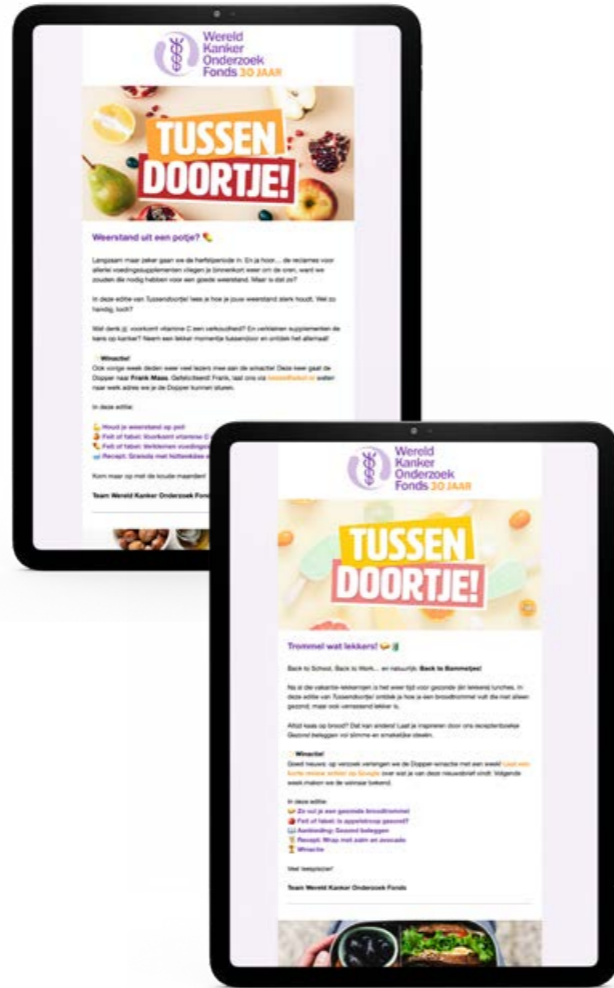 Wereld
Kanker
Onderzoek
Fonds 30 JAAR
TUSSEN
DOORTJE!
Weerstand uit een potje?
Langzaam maar zeker gaan we de herfstperiode in. En ja hoor... de reclames voor
allerlei voedingssupplementen vliegen je binnenkort weer om de oren, want we
zouden die nodig hebben voor een goede weerstand. Maar is dat zo?
In deze editie van Tussendoortje! lees je hoe je jouw weerstand sterk houdt. Wel zo
handig, toch?
Wat denk jij: voorkomt vitamine C een verkoudheid? En verkleinen supplementen de
kans op kanker? Neem een lekker momentje tussendoor en ontdek het allemaal!
Winactie!
Ook vorige week deden weer veel lezers mee aan de winactie! Deze keer gaat de
Dopper naar Frank Maas. Gefeliciteerd! Frank, laat ons via weten
naar welk adres we je de Dopper kunnen sturen.
In deze editie:
Houd je weerstand op peil
Feit of fabel: Voorkomt vitamine C
Feit of fabel: Verkleinen voedings
Recept: Granola met hüttenkäse
Kom maar op met de koude maanden!
Team Wereld Kanker Onderzoek Fonds
Wereld
Kanker
Onderzoek
Fonds 30 JAAR
TUSSEN
DOORTJE!
Trommel wat lekkers!
Back to School, Back to Work... en natuurlijk: Back to Bammetjes!
Na al die vakantie-lekkernijen is het weer tijd voor gezonde (én lekkere) lunches. In
deze editie van Tussendoortje! ontdek je hoe je een broodtrommel vult die niet alleen
gezond, maar ook verrassend lekker is.
Altijd kaas op brood? Dat kan anders! Laat je inspireren door ons receptenboekje
Gezond beleggen vol slimme en smakelijke ideeën.
Winactie!
Goed nieuws: op verzoek verlengen we de Dopper-winactie met een week! Laat een
korte review achter op Google over wat je van deze nieuwsbrief vindt. Volgende
week maken we de winnaar bekend.
In deze editie:
Zo vul je een gezonde broodtrommel
Feit of fabel: Is appelstroop gezond?
Aanbieding: Gezond beleggen
Recept: Wrap met zalm en avocado
Winactie
Veel leesplezier!
Team Wereld Kanker Onderzoek Fonds